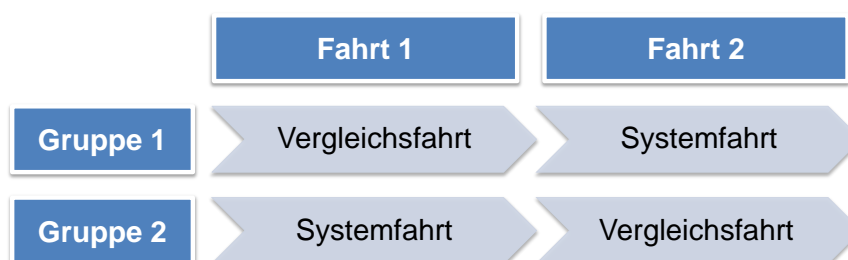 Fahrt 1 Fahrt 2
Gruppe 1 Vergleichsfahrt Systemfahrt
Gruppe 2 Systemfahrt Vergleichsfahrt